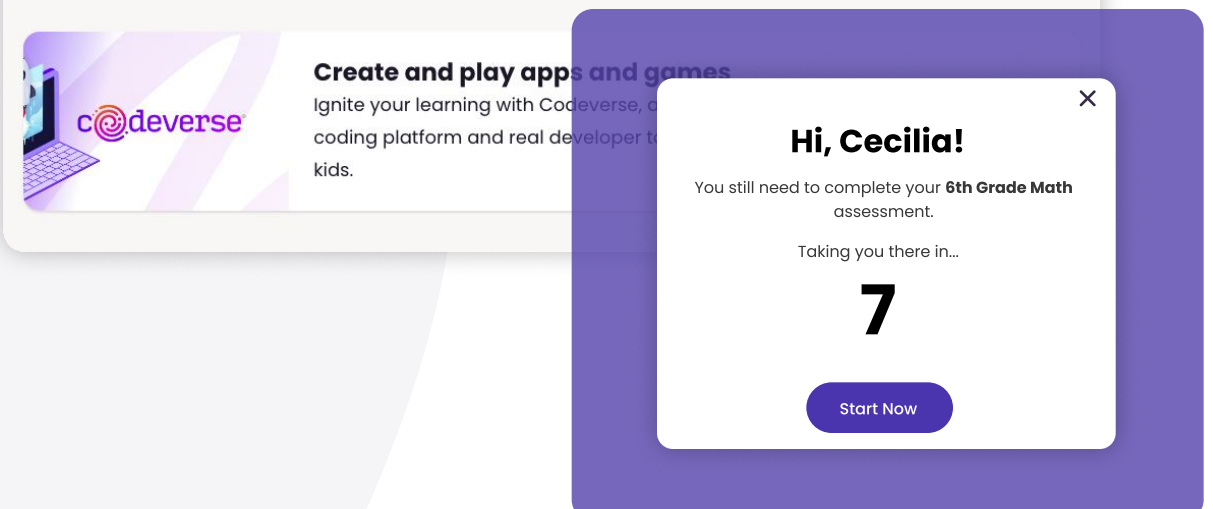 codeverse
Create and play apps and games
Ignite your learning with Codeverse, a
coding platform and real developer to
kids.
Hi, Cecilia!
You still need to complete your 6th Grade Math
assessment.
Taking you there in...
7
Start Now